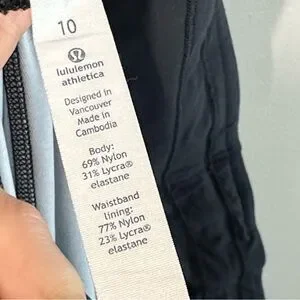 10
lululemon
athletica
Designed in
Vancouver
Made in
Cambodia
Body:
69% Nylon
31% Lycra®
elastane
Waistband
lining:
77% Nylon
23% Lycra®
elastane